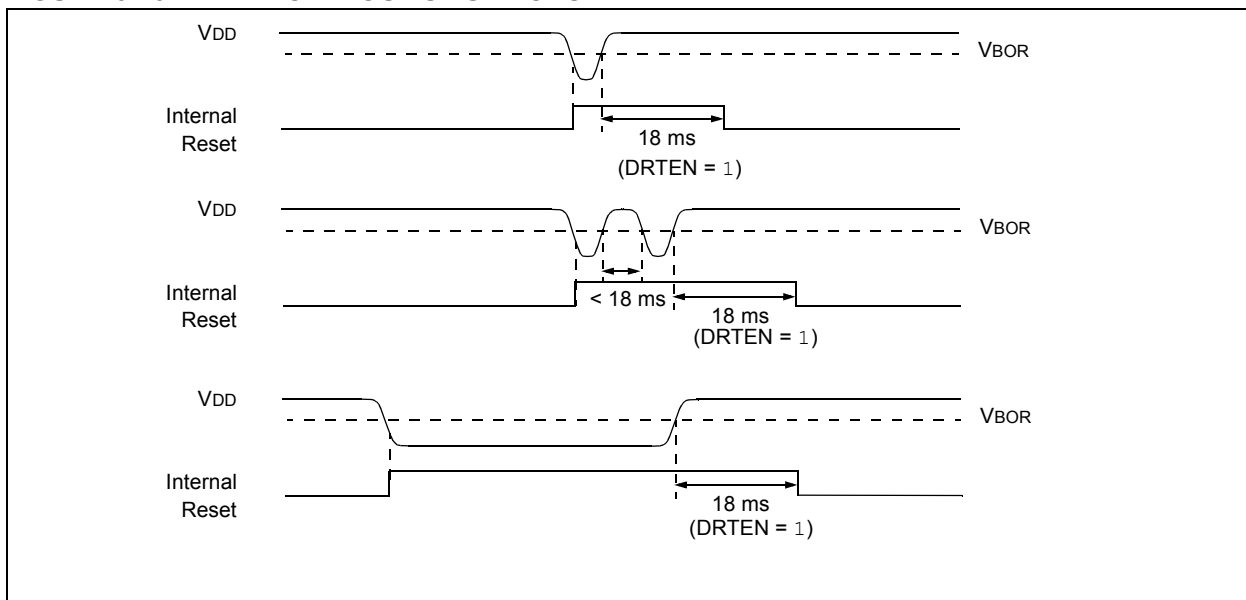 VDD
VBOR
Internal
Reset
18 ms
(DRTEN = 1)
VDD
VBOR
Internal
Reset
< 18 ms
18 ms
(DRTEN = 1)
VDD
VBOR
Internal
Reset
18 ms
(DRTEN = 1)